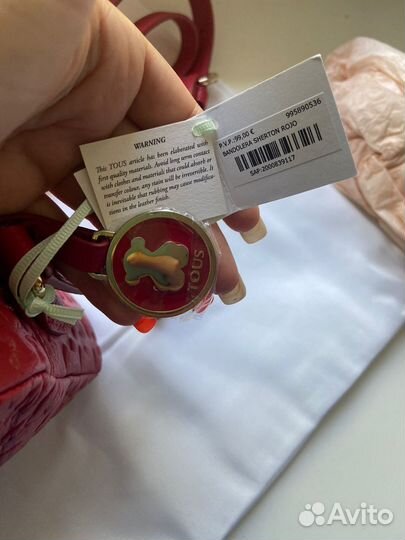 WARNING
This TOUS article has been elaborated with
first quality materials. Avoid long term contact
with clothes and materials that could absorb or
transfer colour, any stains will be irreversible. It
is inevitable that rubbing may cause modifica-
tions in the leather finish.
995890536
P.V.P.:99,00 €
BANDOLERA SHERTON ROJO
SAP:2000839117
TOUS
Avito